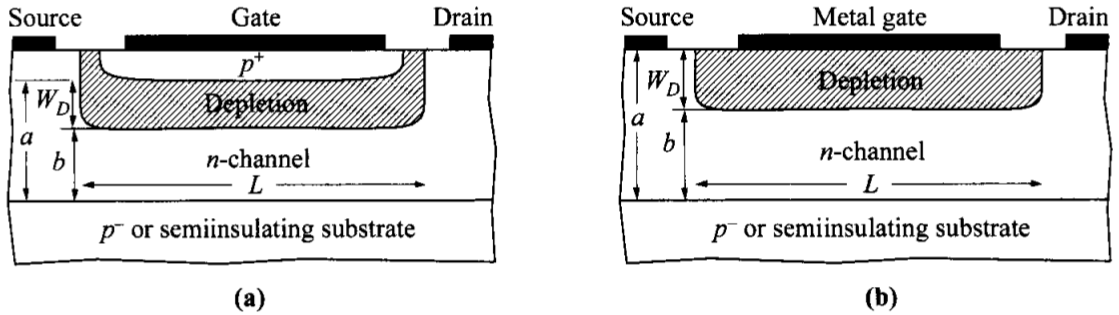 Source Gate Drain
p+
W_D
Depletion
a
b
n-channel
L
p⁻ or semiinsulating substrate
(a)
Source Metal gate Drain
W_D
Depletion
a
b
n-channel
L
p⁻ or semiinsulating substrate
(b)